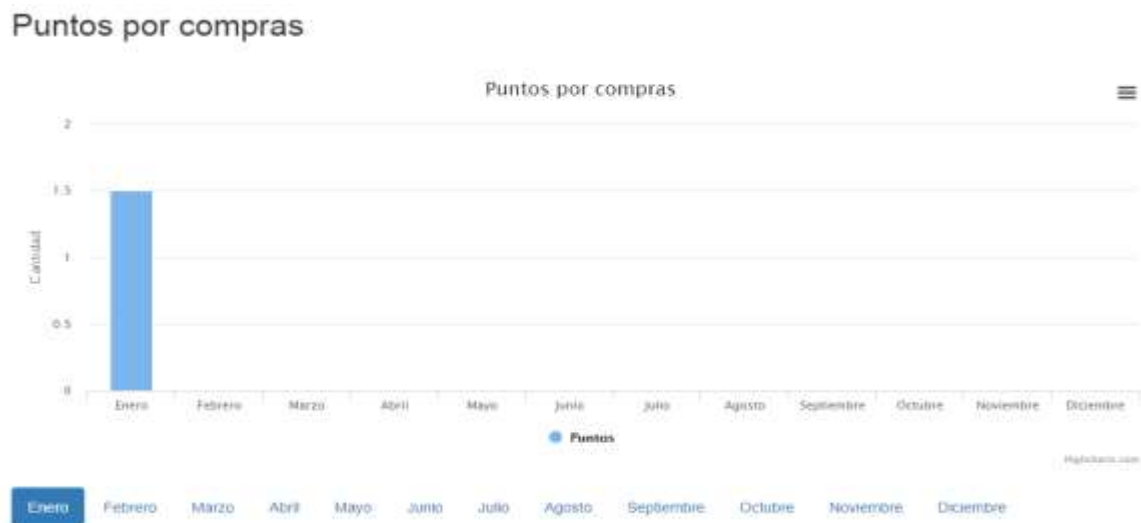 Puntos por compras
Puntos por compras
2
1.5
Cantidad
1
0.5
0
Enero Febrero Marzo Abril Mayo Junio Julio Agosto Septiembre Octubre Noviembre Diciembre
Puntos
Highcharts.com
Enero Febrero Marzo Abril Mayo Junio Julio Agosto Septiembre Octubre Noviembre Diciembre